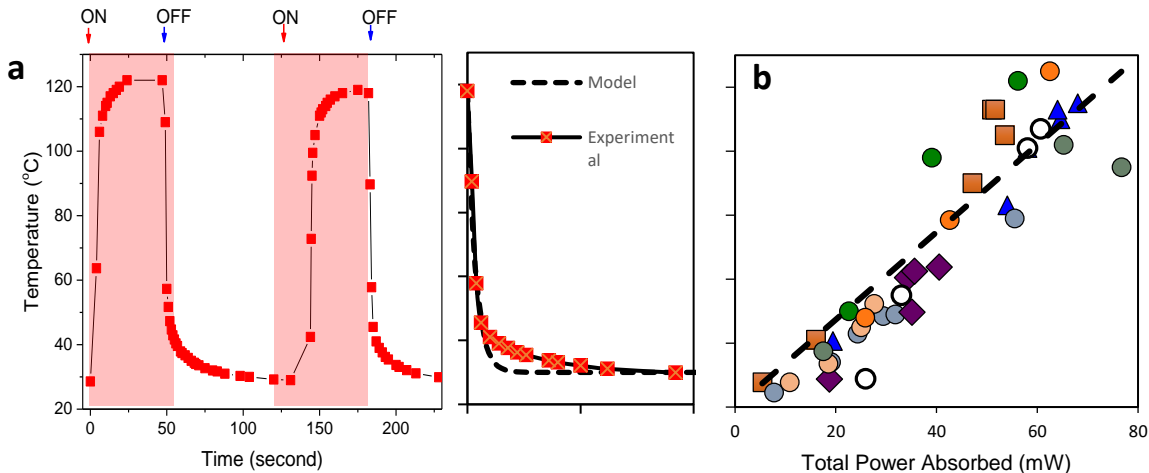 ON OFF ON OFF
a
b
Temperature (°C)
120
100
80
60
40
20
0 50 100 150 200
Time (second)
Model
Experiment
al
0 20 40 60 80
Total Power Absorbed (mW)